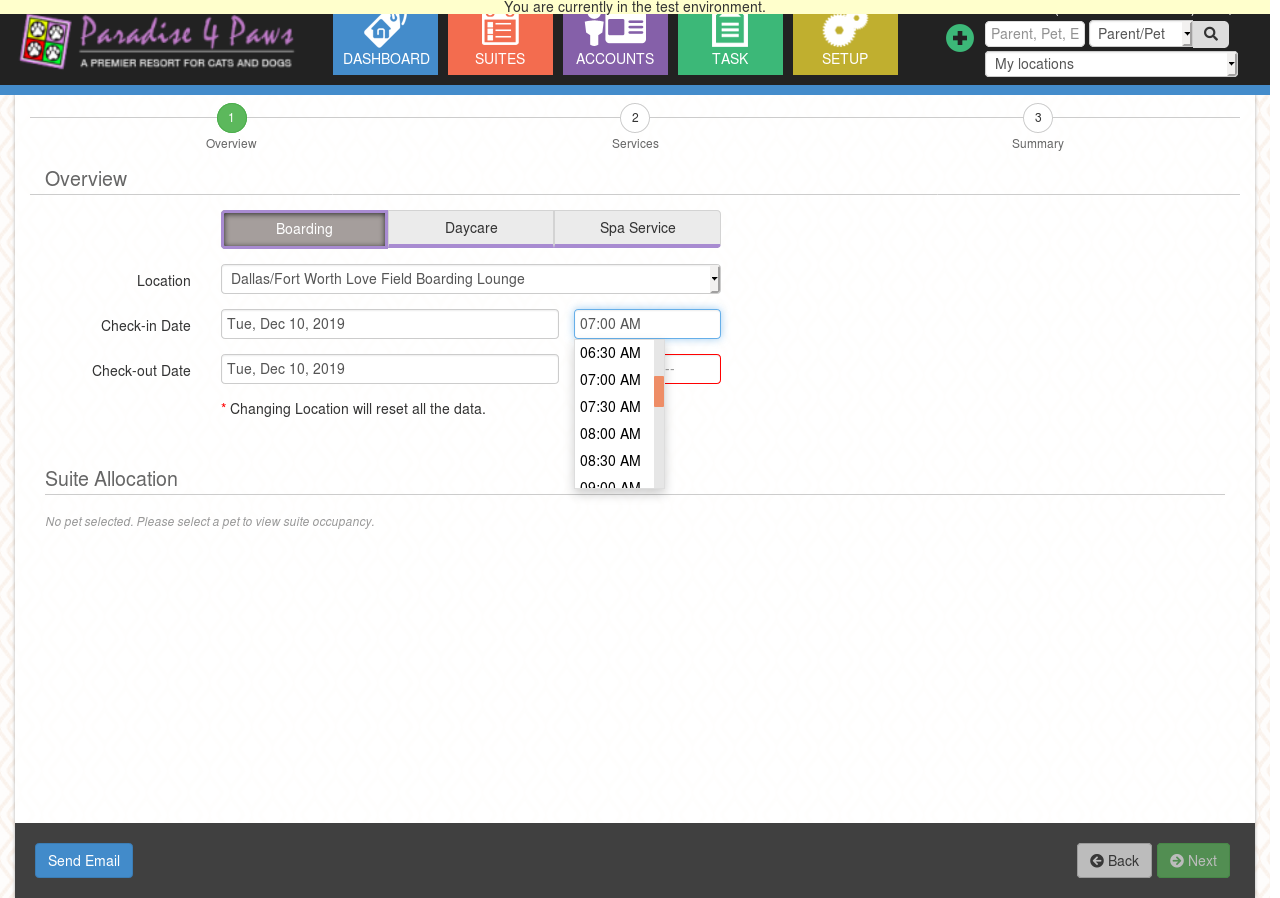 You are currently in the test environment.
Paradise 4 Paws
A PREMIER RESORT FOR CATS AND DOGS
DASHBOARD
SUITES
ACCOUNTS
TASK
SETUP
Parent, Pet, E
Parent/Pet
My locations
1
2
3
Overview
Services
Summary
Overview
Boarding
Daycare
Spa Service
Location
Dallas/Fort Worth Love Field Boarding Lounge
Check-in Date
Tue, Dec 10, 2019
07:00 AM
Check-out Date
Tue, Dec 10, 2019
--
06:30 AM
07:00 AM
07:30 AM
08:00 AM
08:30 AM
09:00 AM
* Changing Location will reset all the data.
Suite Allocation
No pet selected. Please select a pet to view suite occupancy.
Send Email
Back
Next